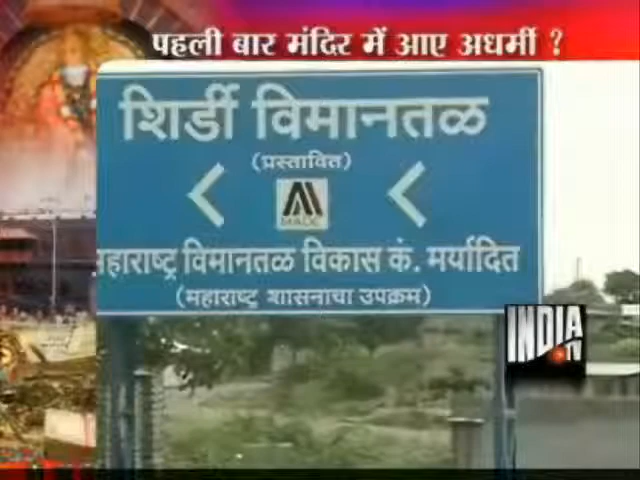 पहली बार मंदिर में आए अधर्मी ?
शिर्डी विमानतळ
(प्रस्तावित)
MADC
महाराष्ट्र विमानतळ विकास कं. मर्यादित
(महाराष्ट्र शासनाचा उपक्रम)
INDIA
TV